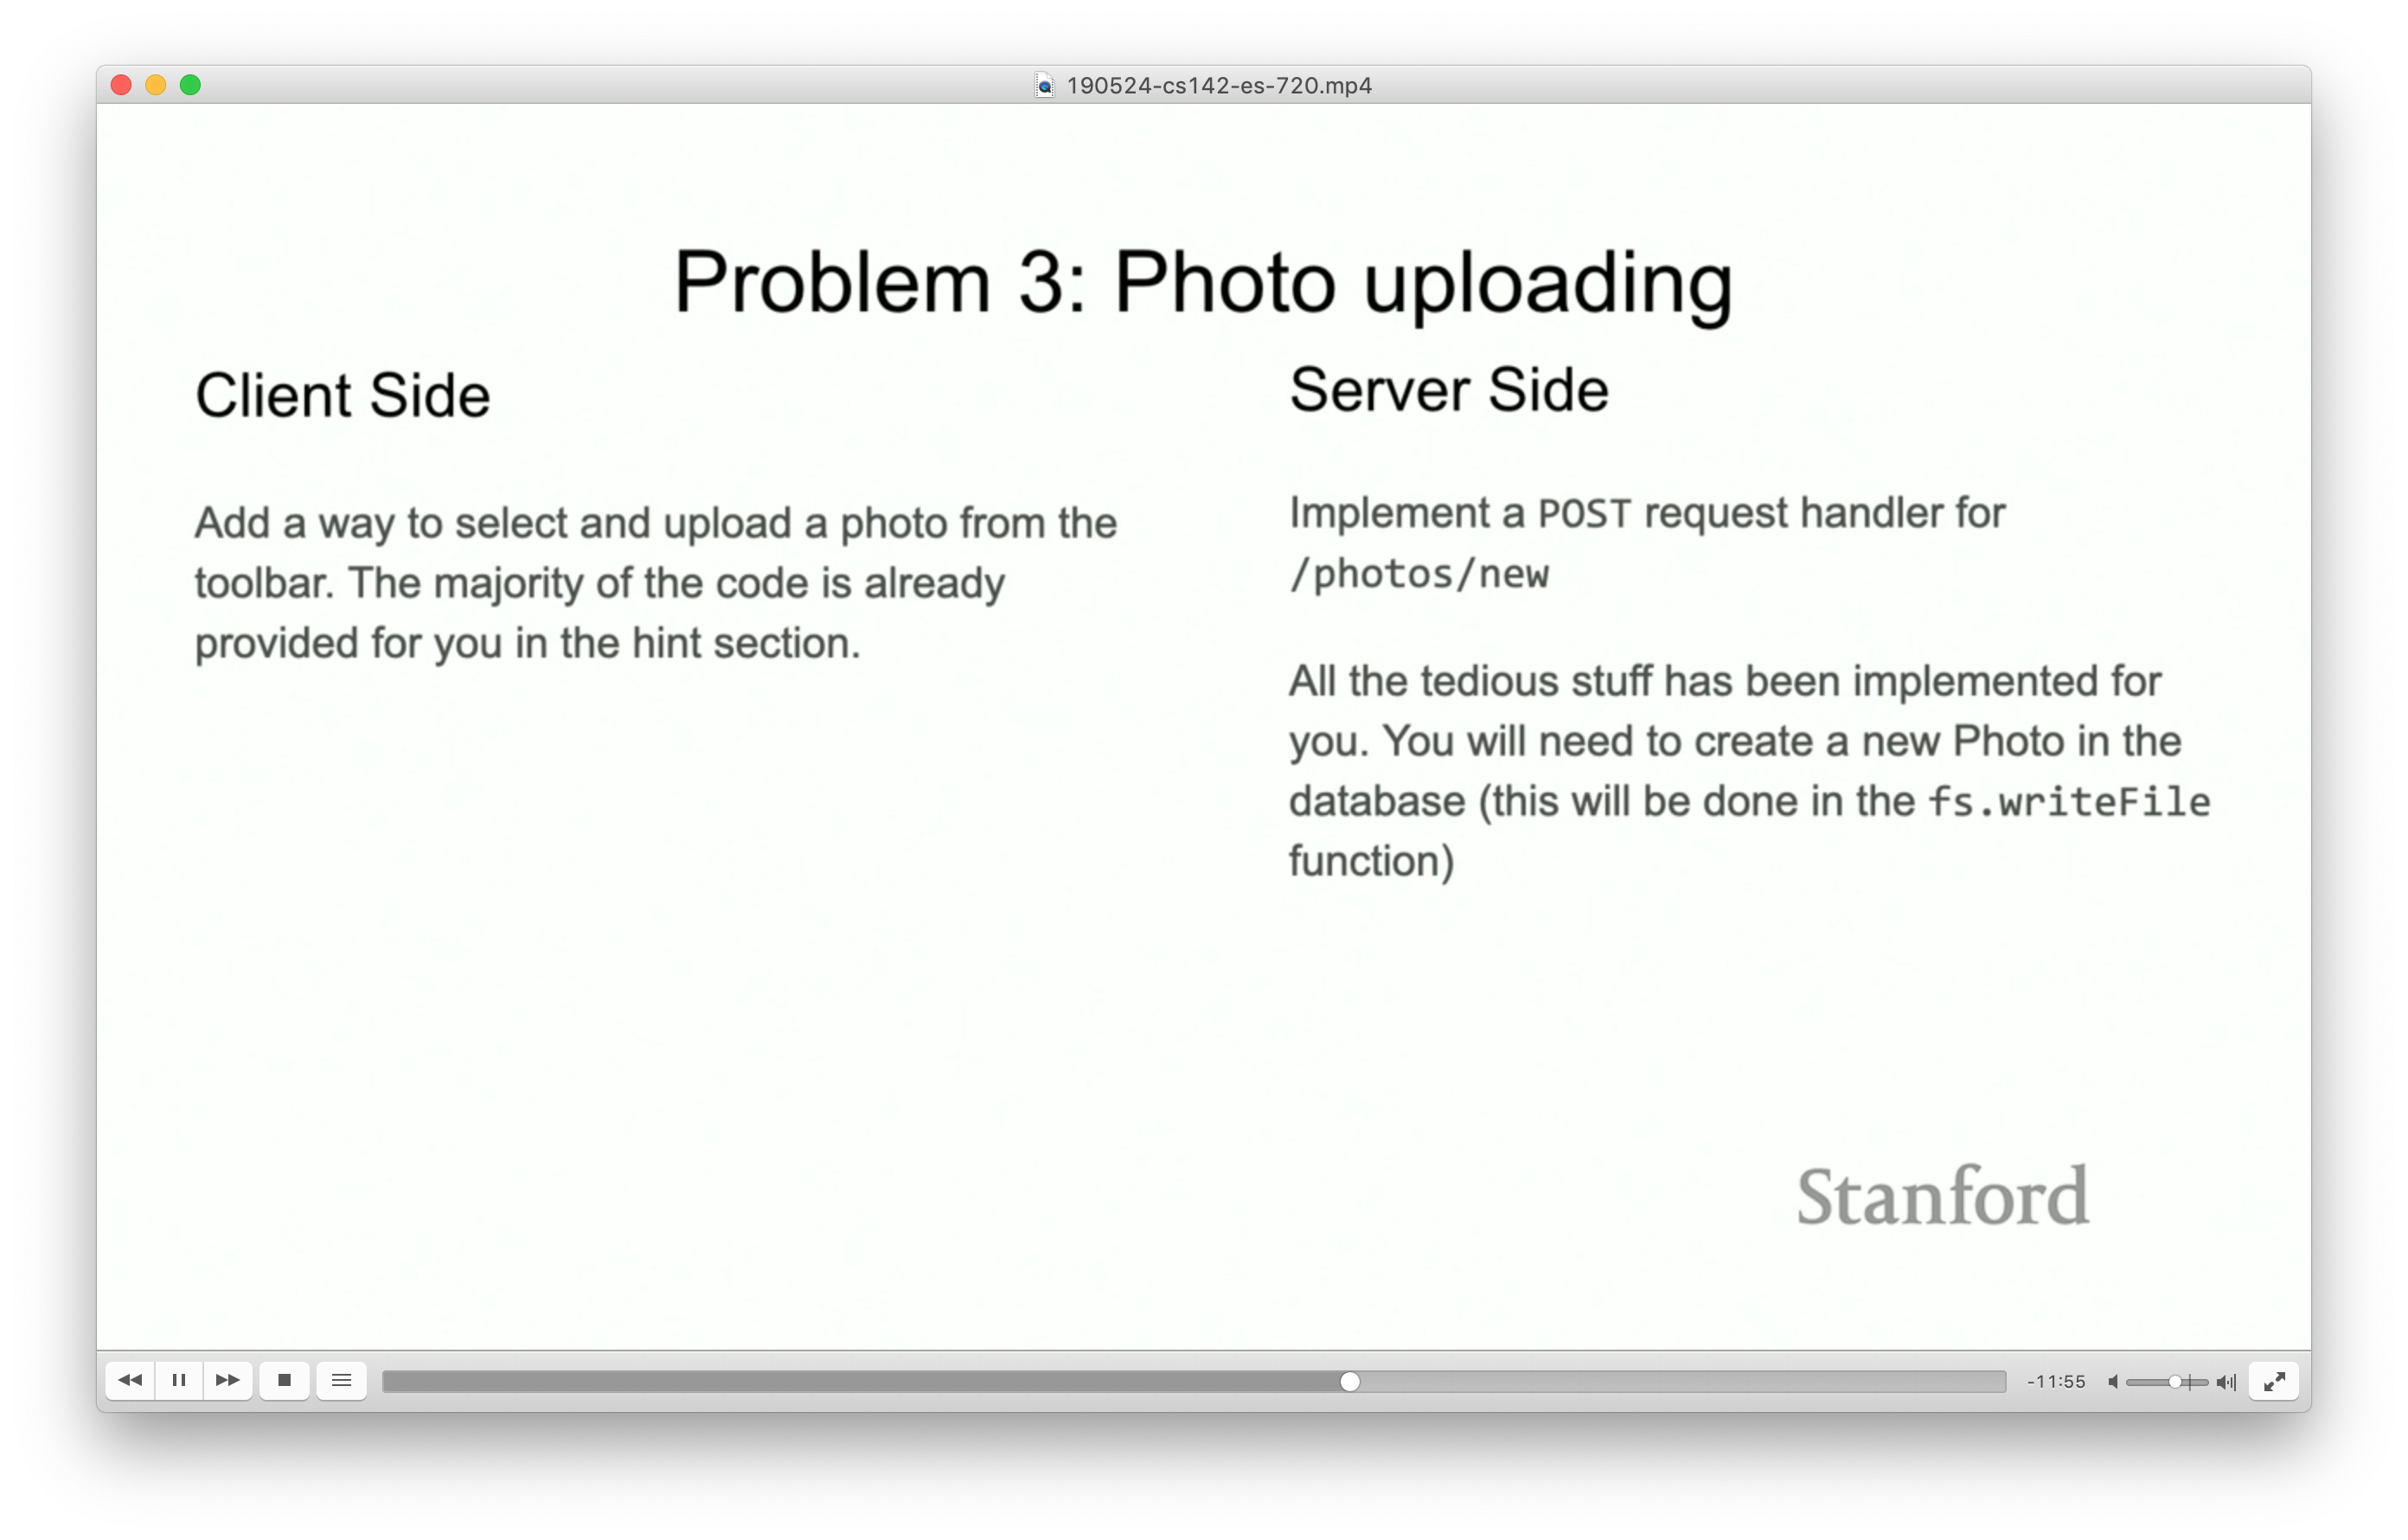 190524-cs142-es-720.mp4
Problem 3: Photo uploading
Client Side
Add a way to select and upload a photo from the
toolbar. The majority of the code is already
provided for you in the hint section.
Server Side
Implement a POST request handler for
/photos/new
All the tedious stuff has been implemented for
you. You will need to create a new Photo in the
database (this will be done in the fs.writeFile
function)
Stanford
-11:55